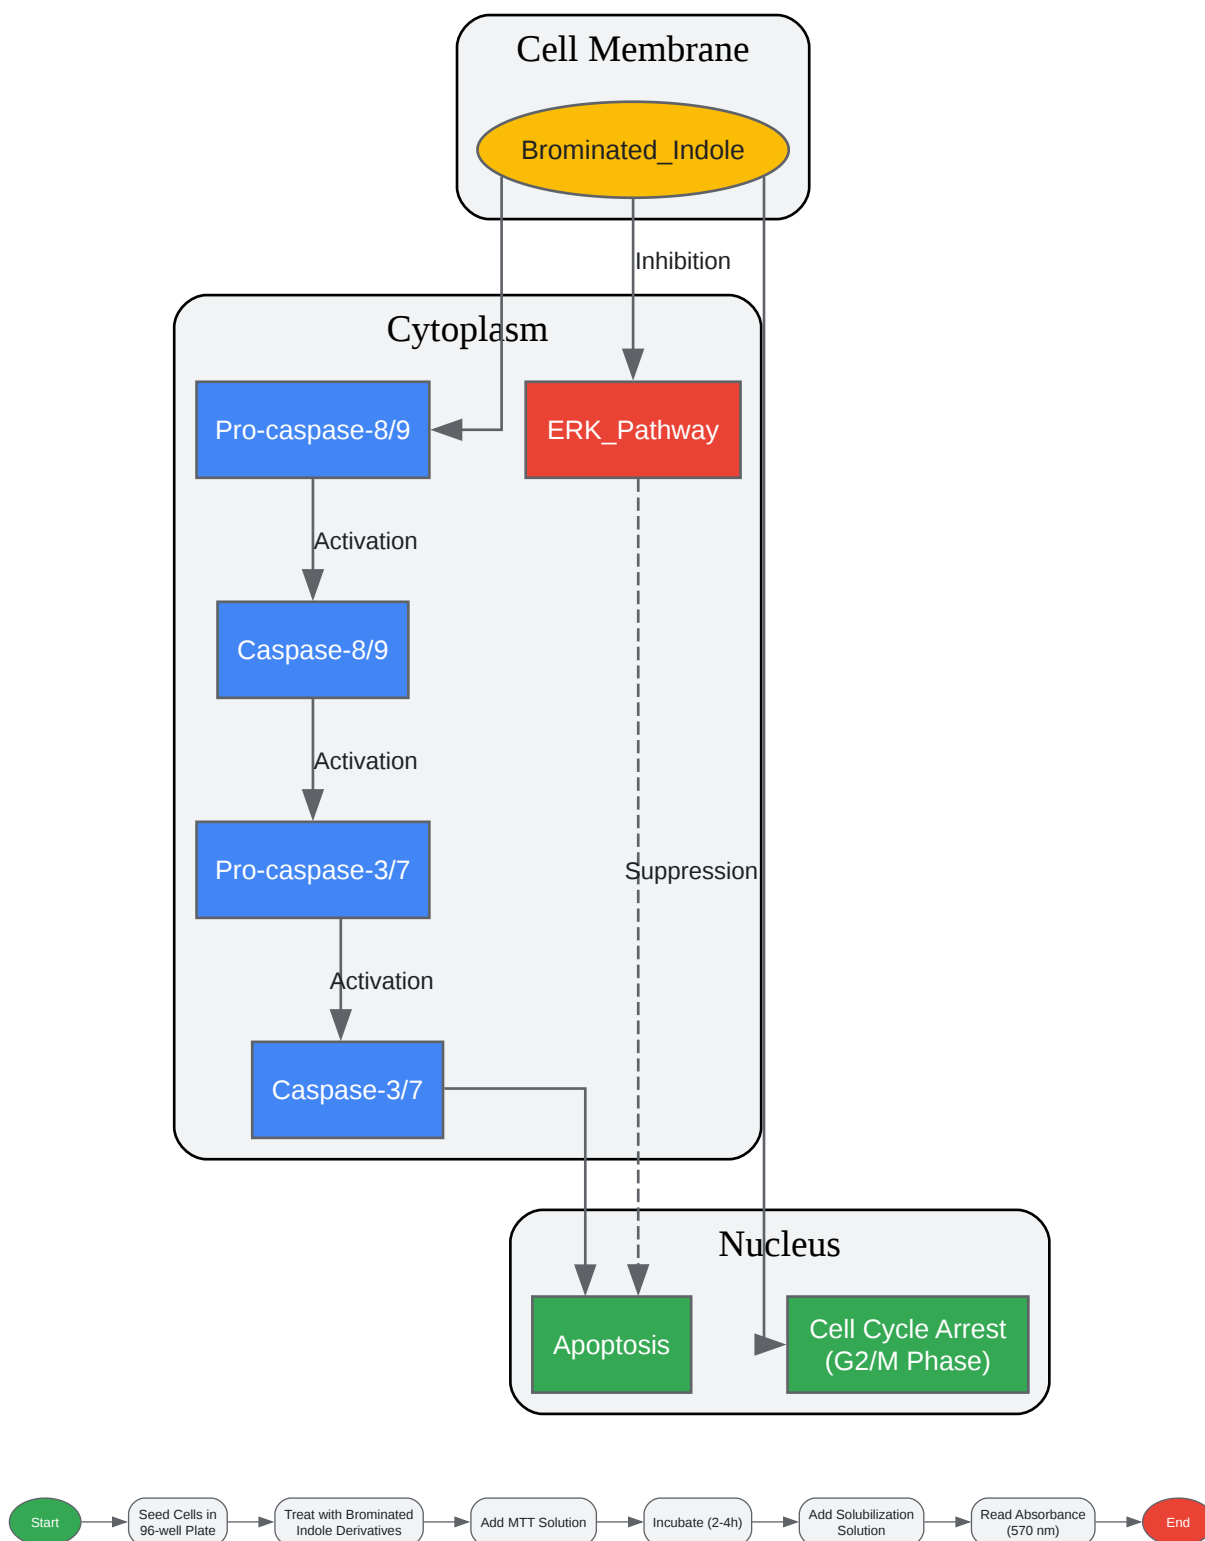 Cell Membrane
Brominated_Indole
Inhibition
Cytoplasm
Pro-caspase-8/9
ERK_Pathway
Activation
Caspase-8/9
Activation
Pro-caspase-3/7
Suppression
Activation
Caspase-3/7
Nucleus
Apoptosis
Cell Cycle Arrest
(G2/M Phase)
Start
Seed Cells in
96-well Plate
Treat with Brominated
Indole Derivatives
Add MTT Solution
Incubate (2-4h)
Add Solubilization
Solution
Read Absorbance
(570 nm)
End